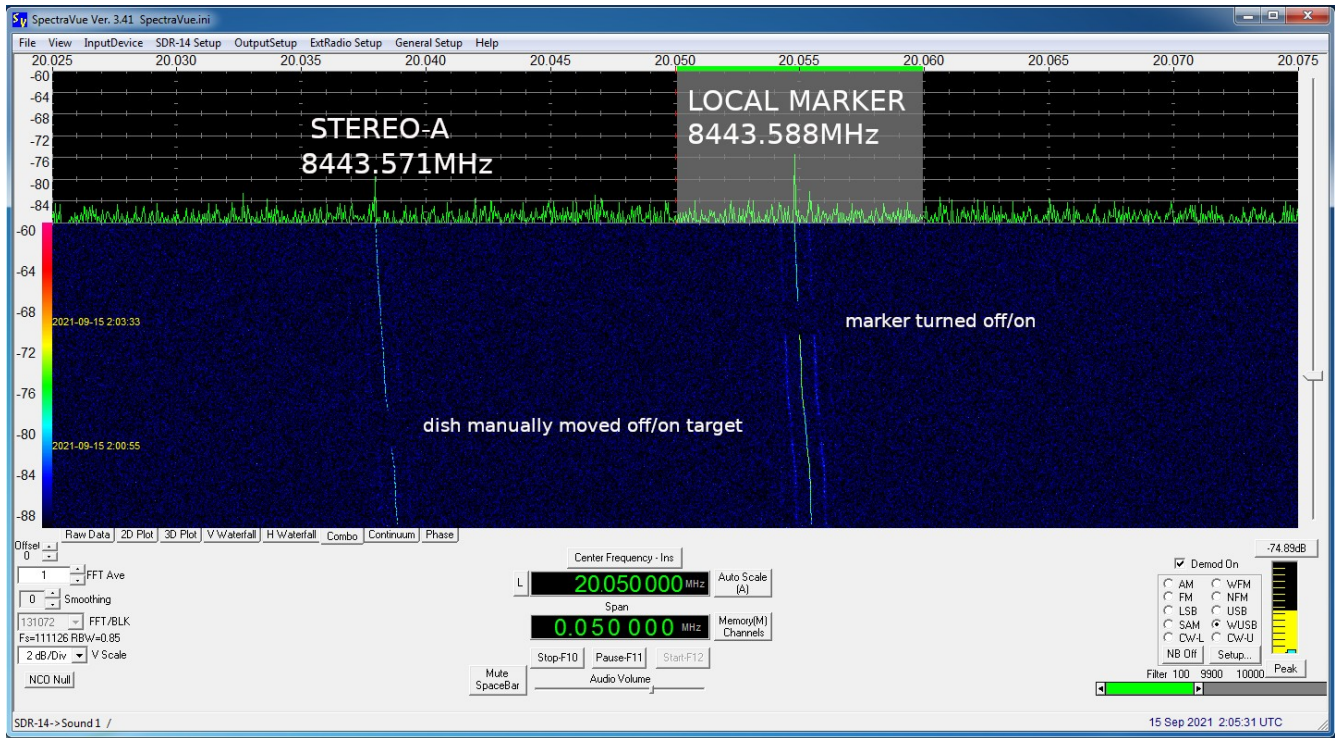 SpectraVue Ver. 3.41 SpectraVue.ini
File View InputDevice SDR-14 Setup OutputSetup ExtRadio Setup General Setup Help
20.025 20.030 20.035 20.040 20.045 20.050 20.055 20.060 20.065 20.070 20.075
-60
-64
-68
-72
-76
-80
-84
LOCAL MARKER
8443.588MHz
STEREO-A
8443.571MHz
-60
-64
-68
-72
-76
-80
-84
-88
2021-09-15 2:03:33
marker turned off/on
dish manually moved off/on target
2021-09-15 2:00:55
Raw Data 2D Plot 3D Plot V Waterfall H Waterfall Combo Continuum Phase
Offset
0
1 FFT Ave
0 Smoothing
131072 FFT/BLK
Fs=111126 RBW=0.85
2 dB/Div V Scale
NCO Null
Center Frequency - Ins
L 20.050 000 MHz Auto Scale
(A)
Span
0.050 000 MHz Memory(M)
Channels
Stop-F10 Pause-F11 Start-F12
Mute
SpaceBar
Audio Volume
-74.89dB
Demod On
AM WFM
FM NFM
LSB USB
SAM WUSB
CW-L CW-U
NB Off Setup...
Peak
Filter 100 9900 10000
SDR-14->Sound 1 /
15 Sep 2021 2:05:31 UTC